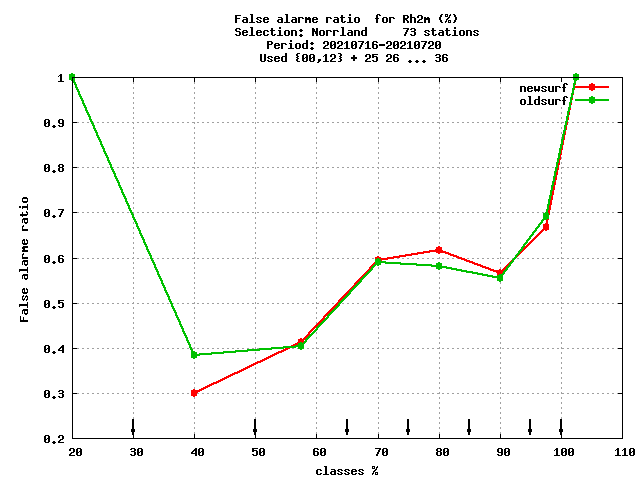 False alarme ratio  for Rh2m (%)
Selection: Norrland     73 stations
Period: 20210716-20210720
Used {00,12} + 25 26 ... 36
newsurf
oldsurf
1
0.9
0.8
0.7
0.6
0.5
0.4
0.3
0.2
False alarme ratio
20 30 40 50 60 70 80 90 100 110
classes %